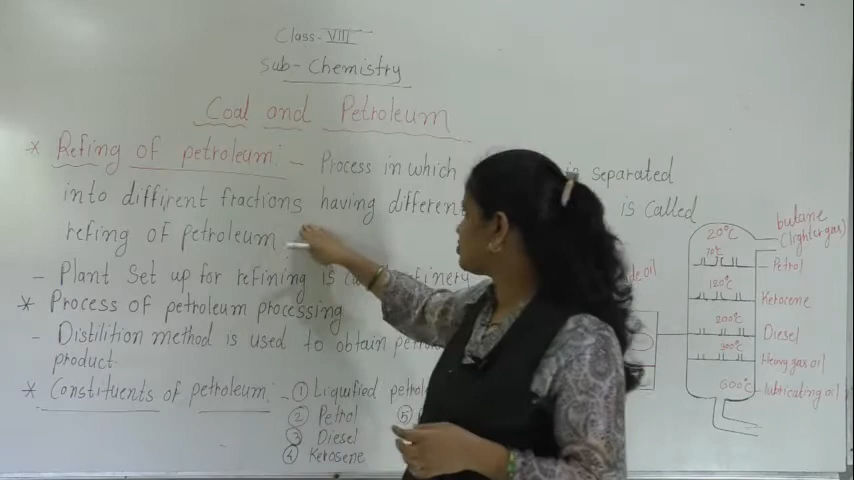 Class-VIII
Sub-Chemistry
Coal and Petroleum
* Refing of petroleum:- Process in which is separated
into diffirent fractions having different is called
refing of petroleum
- Plant Set up for refining is refinery
* Process of petroleum processing
- Distilition method is used to obtain
product.
* Constituents of petroleum:- ① Liquified
② Petrol ⑤
③ Diesel
④ Kerosene
oil
20°C
70°C
120°C
200°C
300°C
600°C
butane
(lighter gas)
- Petrol
Kerocene
Diesel
Heavy gas oil
lubricating oil